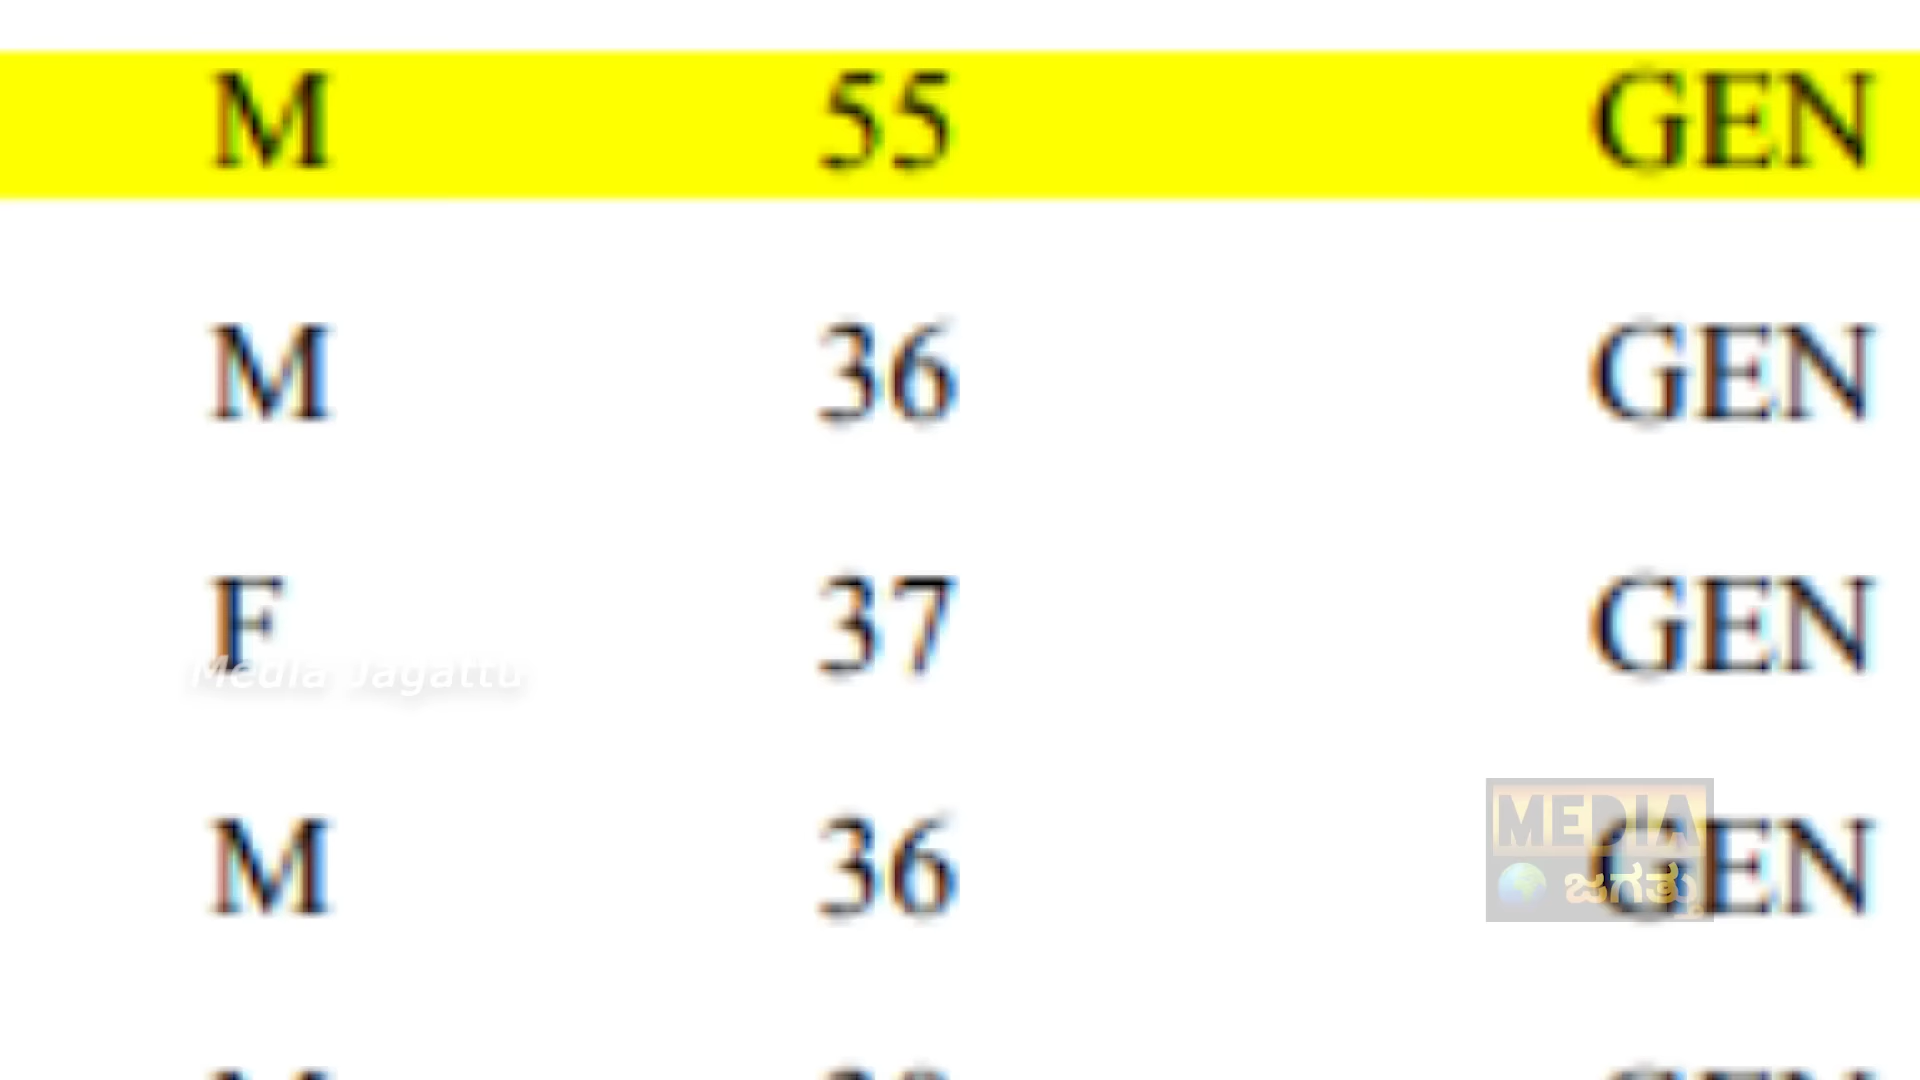 M 55 GEN
M 36 GEN
F 37 GEN
Media Jagattu
M 36 GEN
MEDIA
ಜಗತ್ತು